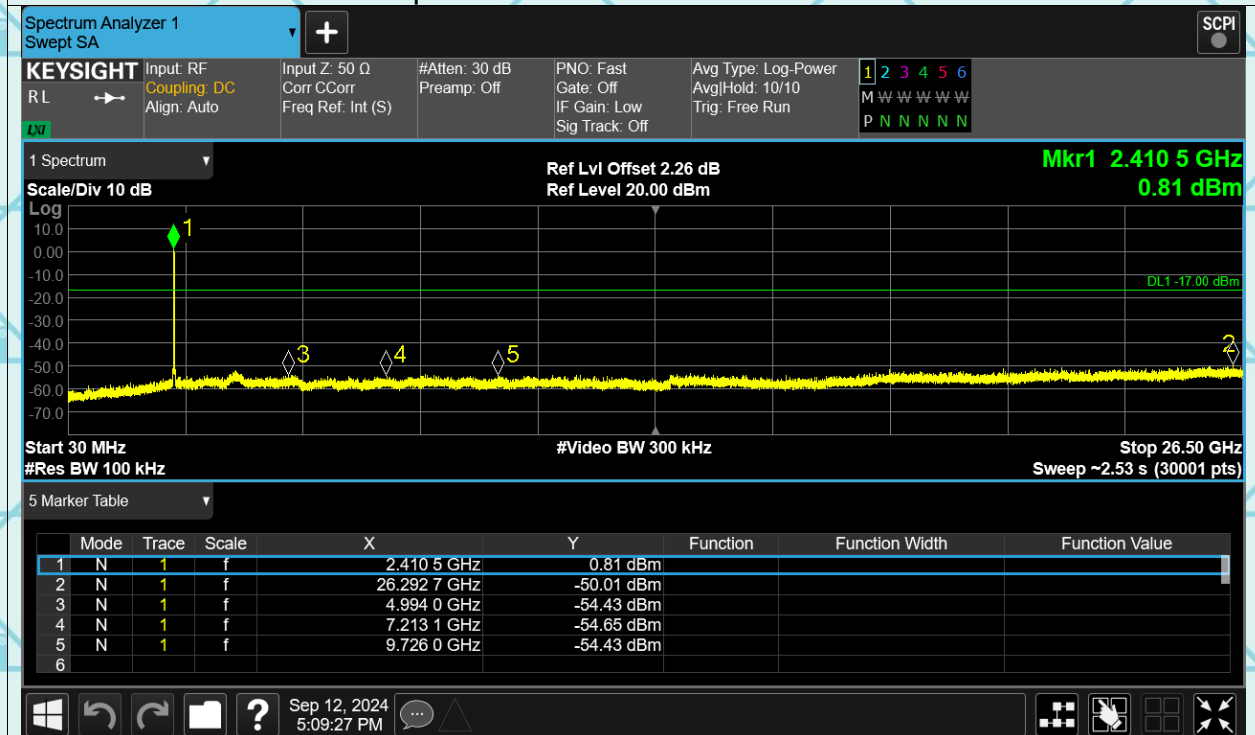 Spectrum Analyzer 1
Swept SA
+
SCPI
KEYSIGHT
RL
LXI
Input: RF
Coupling: DC
Align: Auto
Input Z: 50 Ω
Corr CCorr
Freq Ref: Int (S)
#Atten: 30 dB
Preamp: Off
PNO: Fast
Gate: Off
IF Gain: Low
Sig Track: Off
Avg Type: Log-Power
Avg|Hold: 10/10
Trig: Free Run
1 2 3 4 5 6
M W W W W W W
P N N N N N N
1 Spectrum
Scale/Div 10 dB
Ref Lvl Offset 2.26 dB
Ref Level 20.00 dBm
Mkr1 2.410 5 GHz
0.81 dBm
Log
10.0
0.00
-10.0
-20.0
-30.0
-40.0
-50.0
-60.0
-70.0
1
3
4
5
2
DL1 -17.00 dBm
Start 30 MHz
#Video BW 300 kHz
Stop 26.50 GHz
#Res BW 100 kHz
Sweep ~2.53 s (30001 pts)
5 Marker Table
Mode Trace Scale X Y Function Function Width Function Value
1 N 1 f 2.410 5 GHz 0.81 dBm
2 N 1 f 26.292 7 GHz -50.01 dBm
3 N 1 f 4.994 0 GHz -54.43 dBm
4 N 1 f 7.213 1 GHz -54.65 dBm
5 N 1 f 9.726 0 GHz -54.43 dBm
6
?
Sep 12, 2024
5:09:27 PM